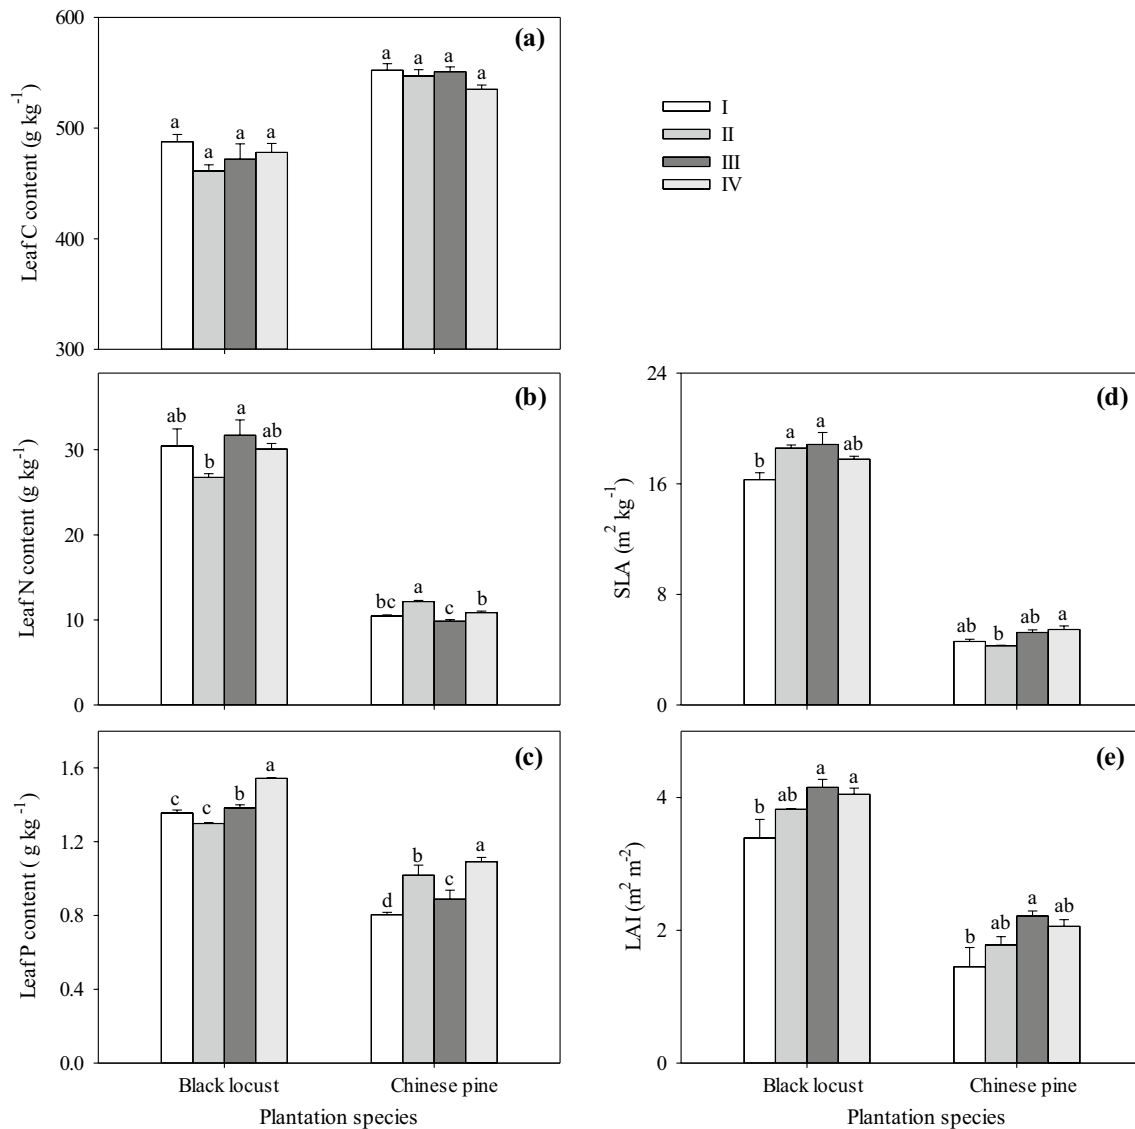 (a)
600
500
400
300
Leaf C content (g kg⁻¹)
a a a a
a a a a
I
II
III
IV
(b)
30
20
10
0
Leaf N content (g kg⁻¹)
ab b a ab
bc a c b
(d)
24
16
8
0
SLA (m² kg⁻¹)
b a a ab
ab b ab a
(c)
1.6
1.2
0.8
0.4
0.0
Leaf P content ( g kg⁻¹)
c c b a
d b c a
Black locust Chinese pine
Plantation species
(e)
4
2
0
LAI (m² m⁻²)
b ab a a
b ab a ab
Black locust Chinese pine
Plantation species